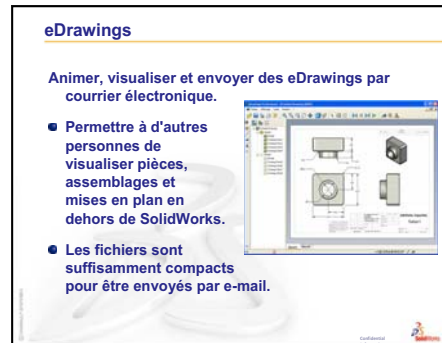 eDrawings
Animer, visualiser et envoyer des eDrawings par
courrier électronique.
Permettre à d'autres
personnes de
visualiser pièces,
assemblages et
mises en plan en
dehors de SolidWorks.
Les fichiers sont
suffisamment compacts
pour être envoyés par e-mail.
Confidential
SolidWorks